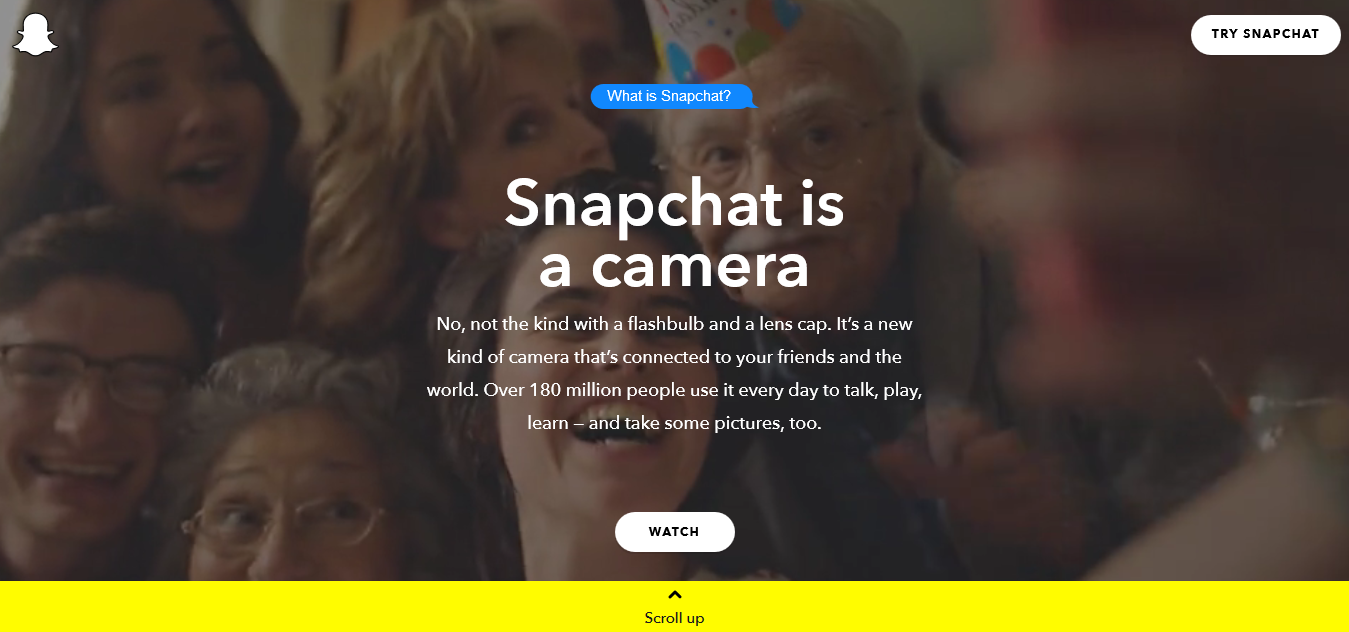 TRY SNAPCHAT
What is Snapchat?
Snapchat is
a camera
No, not the kind with a flashbulb and a lens cap. It’s a new
kind of camera that’s connected to your friends and the
world. Over 180 million people use it every day to talk, play,
learn – and take some pictures, too.
WATCH
Scroll up